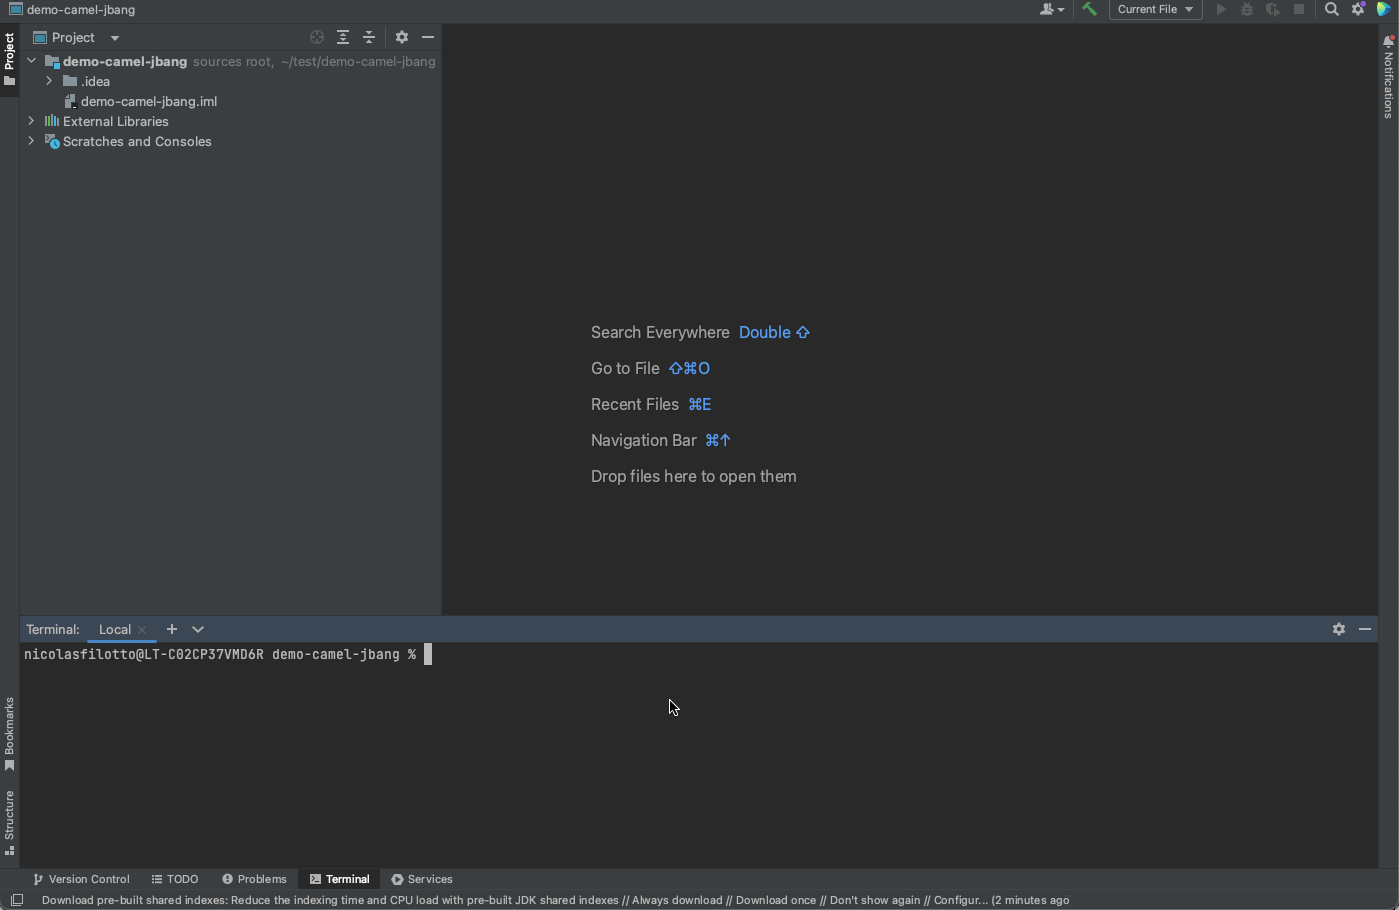 demo-camel-jbang
Current File
Project
Project
demo-camel-jbang sources root, ~/test/demo-camel-jbang
.idea
demo-camel-jbang.iml
External Libraries
Scratches and Consoles
Notifications
Search Everywhere Double ⇧
Go to File ⇧⌘O
Recent Files ⌘E
Navigation Bar ⌘↑
Drop files here to open them
Terminal: Local
nicolasfilotto@LT-C02CP37VMD6R demo-camel-jbang %
Bookmarks
Structure
Version Control TODO Problems Terminal Services
Download pre-built shared indexes: Reduce the indexing time and CPU load with pre-built JDK shared indexes // Always download // Download once // Don't show again // Configur... (2 minutes ago